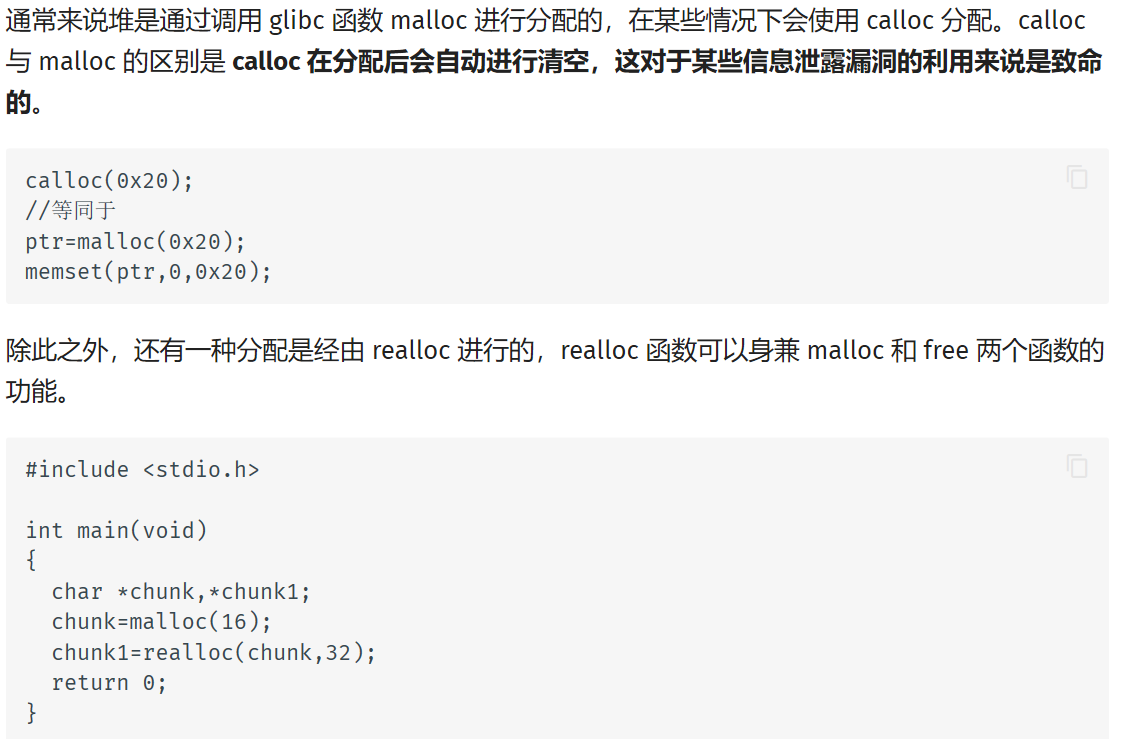 通常来说堆是通过调用 glibc 函数 malloc 进行分配的，在某些情况下会使用 calloc 分配。calloc
与 malloc 的区别是 calloc 在分配后会自动进行清空，这对于某些信息泄露漏洞的利用来说是致命
的。
calloc(0x20);
//等同于
ptr=malloc(0x20);
memset(ptr,0,0x20);
除此之外，还有一种分配是经由 realloc 进行的，realloc 函数可以身兼 malloc 和 free 两个函数的
功能。
#include <stdio.h>
int main(void)
{
  char *chunk,*chunk1;
  chunk=malloc(16);
  chunk1=realloc(chunk,32);
  return 0;
}